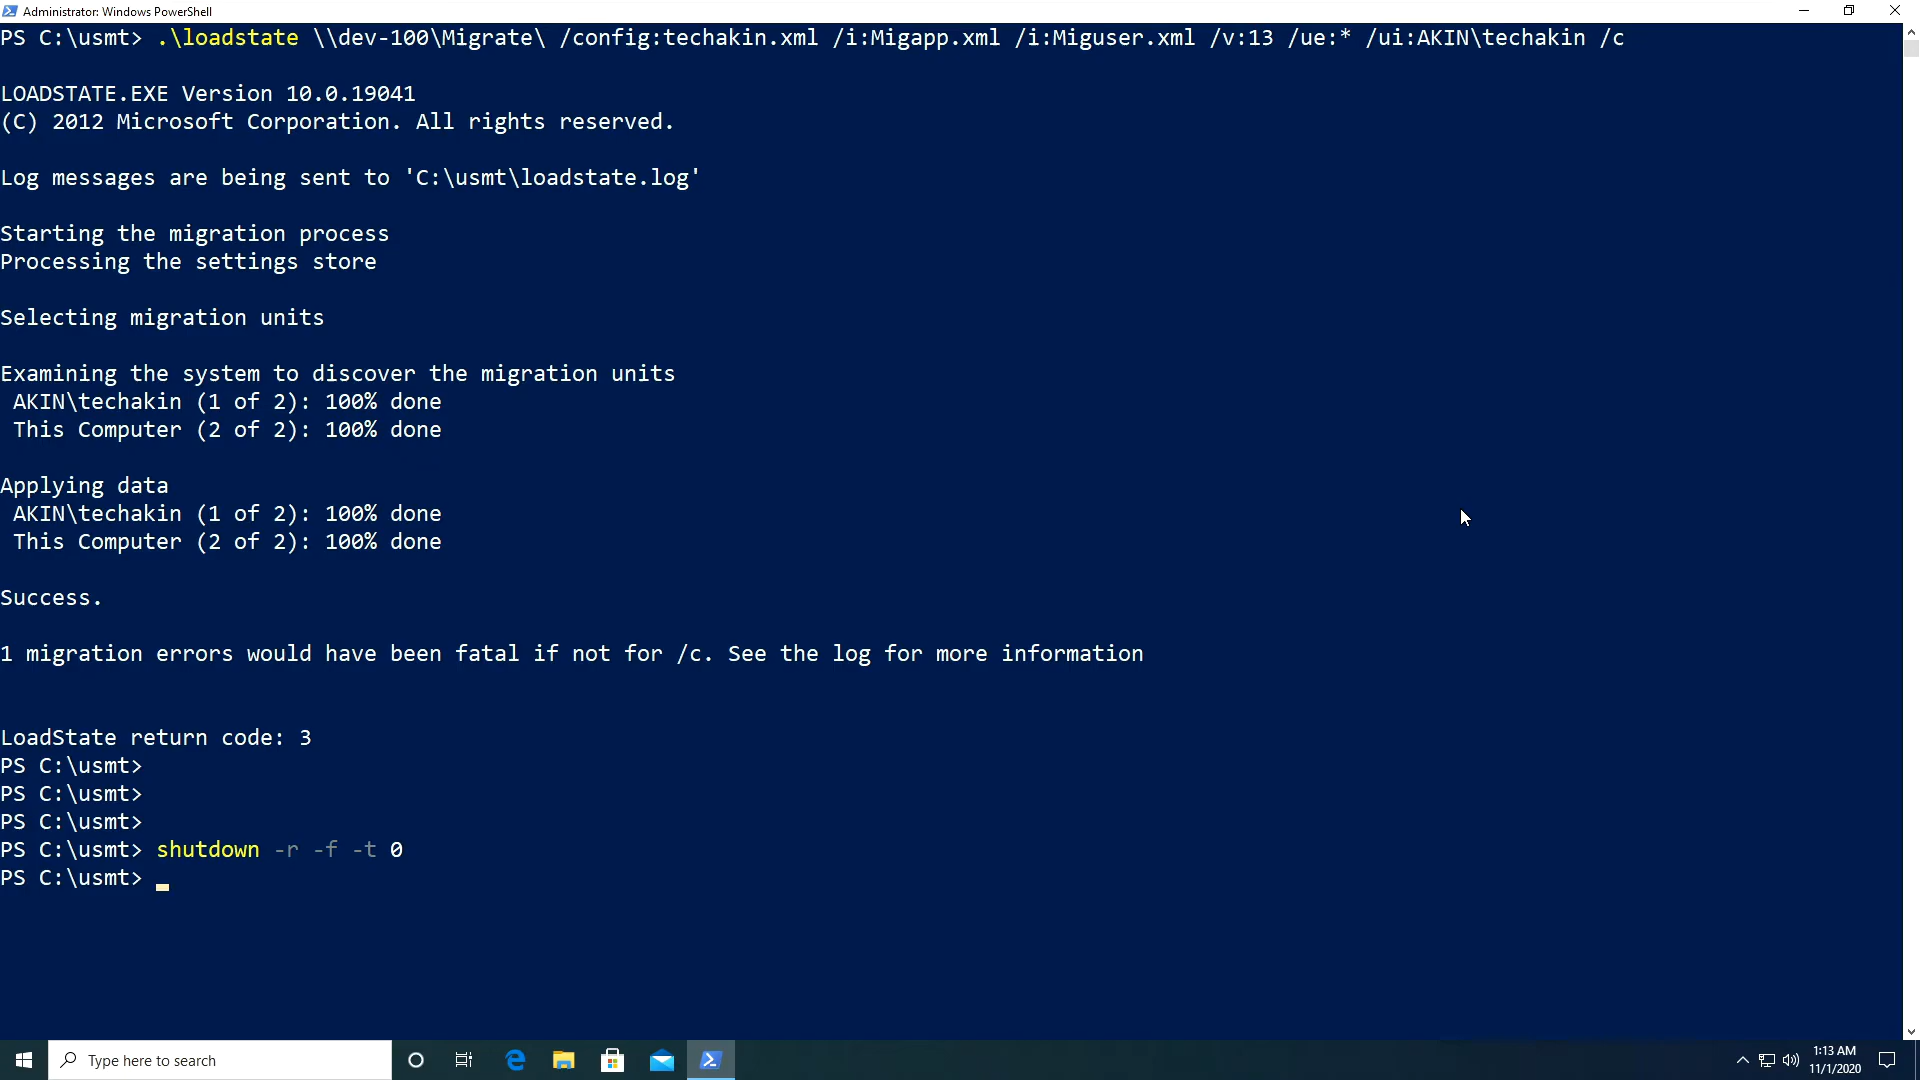 Administrator: Windows PowerShell
PS C:\usmt> .\loadstate \\dev-100\Migrate\ /config:techakin.xml /i:Migapp.xml /i:Miguser.xml /v:13 /ue:* /ui:AKIN\techakin /c
LOADSTATE.EXE Version 10.0.19041
(C) 2012 Microsoft Corporation. All rights reserved.
Log messages are being sent to 'C:\usmt\loadstate.log'
Starting the migration process
Processing the settings store
Selecting migration units
Examining the system to discover the migration units
AKIN\techakin (1 of 2): 100% done
This Computer (2 of 2): 100% done
Applying data
AKIN\techakin (1 of 2): 100% done
This Computer (2 of 2): 100% done
Success.
1 migration errors would have been fatal if not for /c. See the log for more information
LoadState return code: 3
PS C:\usmt>
PS C:\usmt>
PS C:\usmt>
PS C:\usmt> shutdown -r -f -t 0
PS C:\usmt>
Type here to search
1:13 AM
11/1/2020